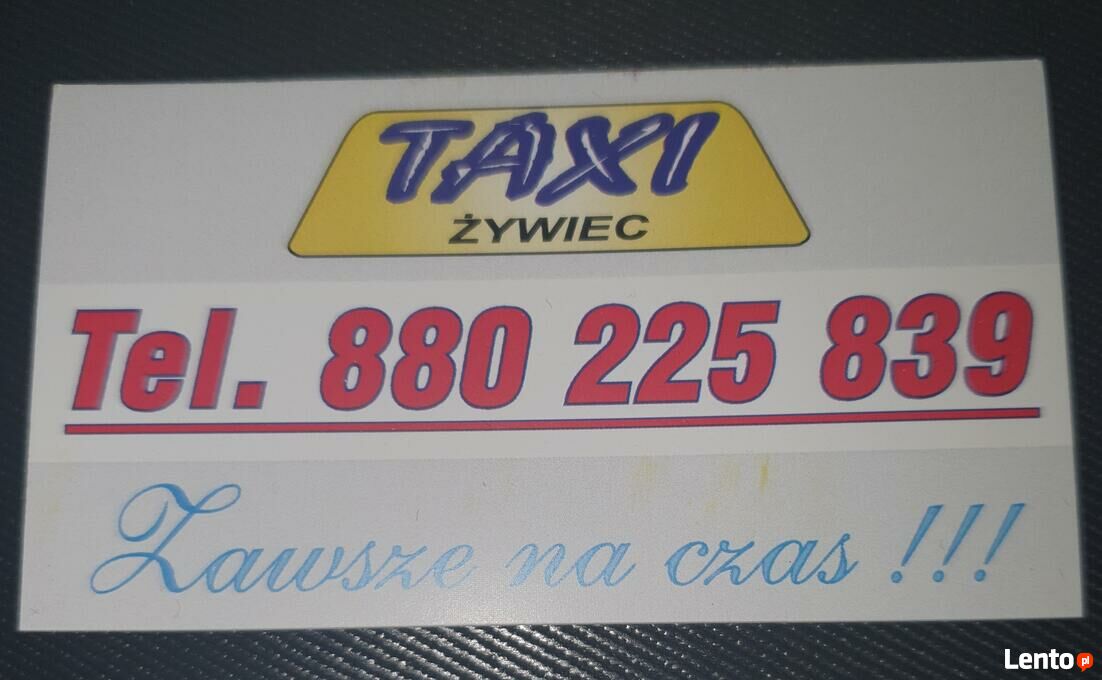 TAXI
ŻYWIEC
Tel. 880 225 839
Zawsze na czas !!!
Lento pl